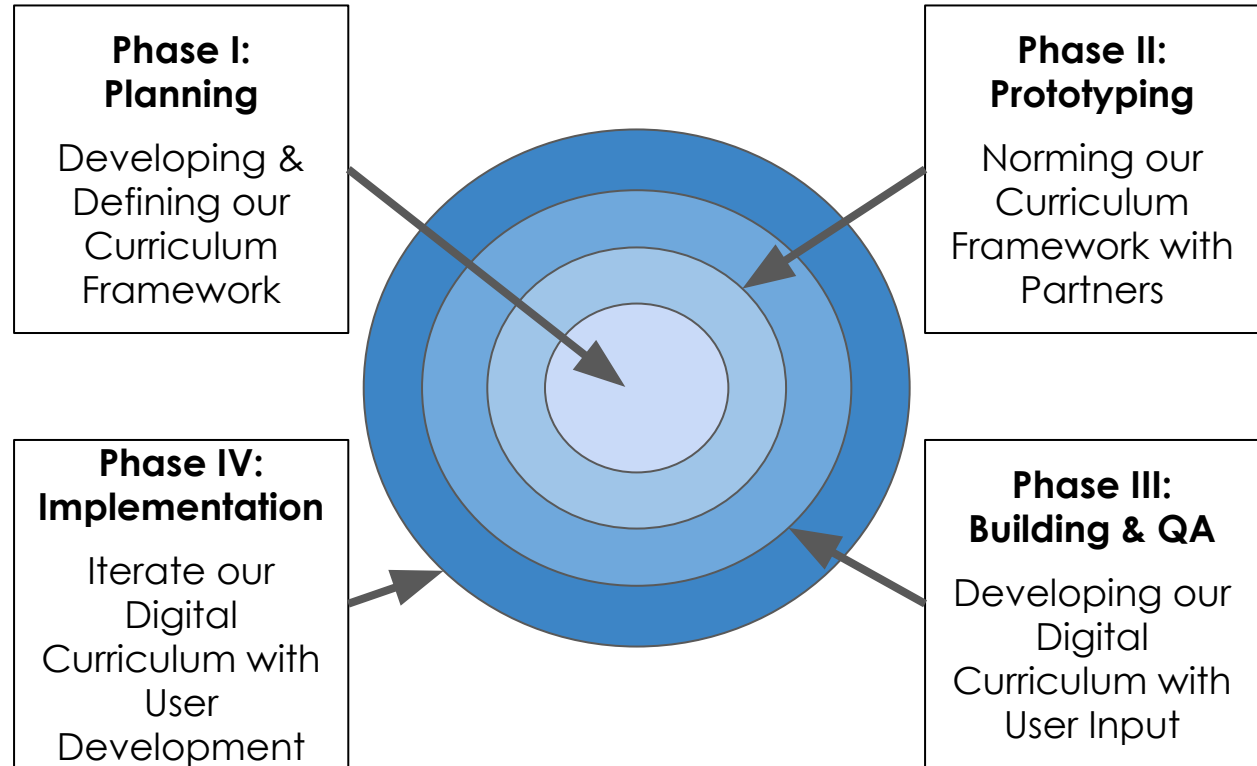 Phase I:
Planning
Developing &
Defining our
Curriculum
Framework
Phase II:
Prototyping
Norming our
Curriculum
Framework with
Partners
Phase IV:
Implementation
Iterate our
Digital
Curriculum with
User
Development
Phase III:
Building & QA
Developing our
Digital
Curriculum with
User Input